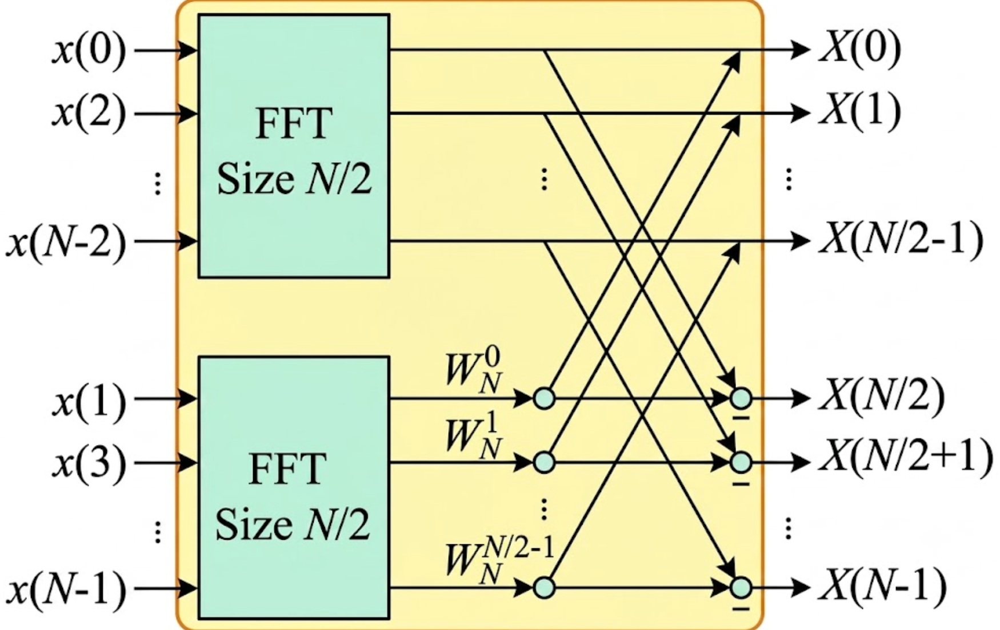 x(0)
x(2)
⋮
x(N-2)
FFT
Size N/2
⋮
X(0)
X(1)
⋮
X(N/2-1)
x(1)
x(3)
⋮
x(N-1)
FFT
Size N/2
W_N^0
W_N^1
⋮
W_N^{N/2-1}
–
–
–
X(N/2)
X(N/2+1)
⋮
X(N-1)